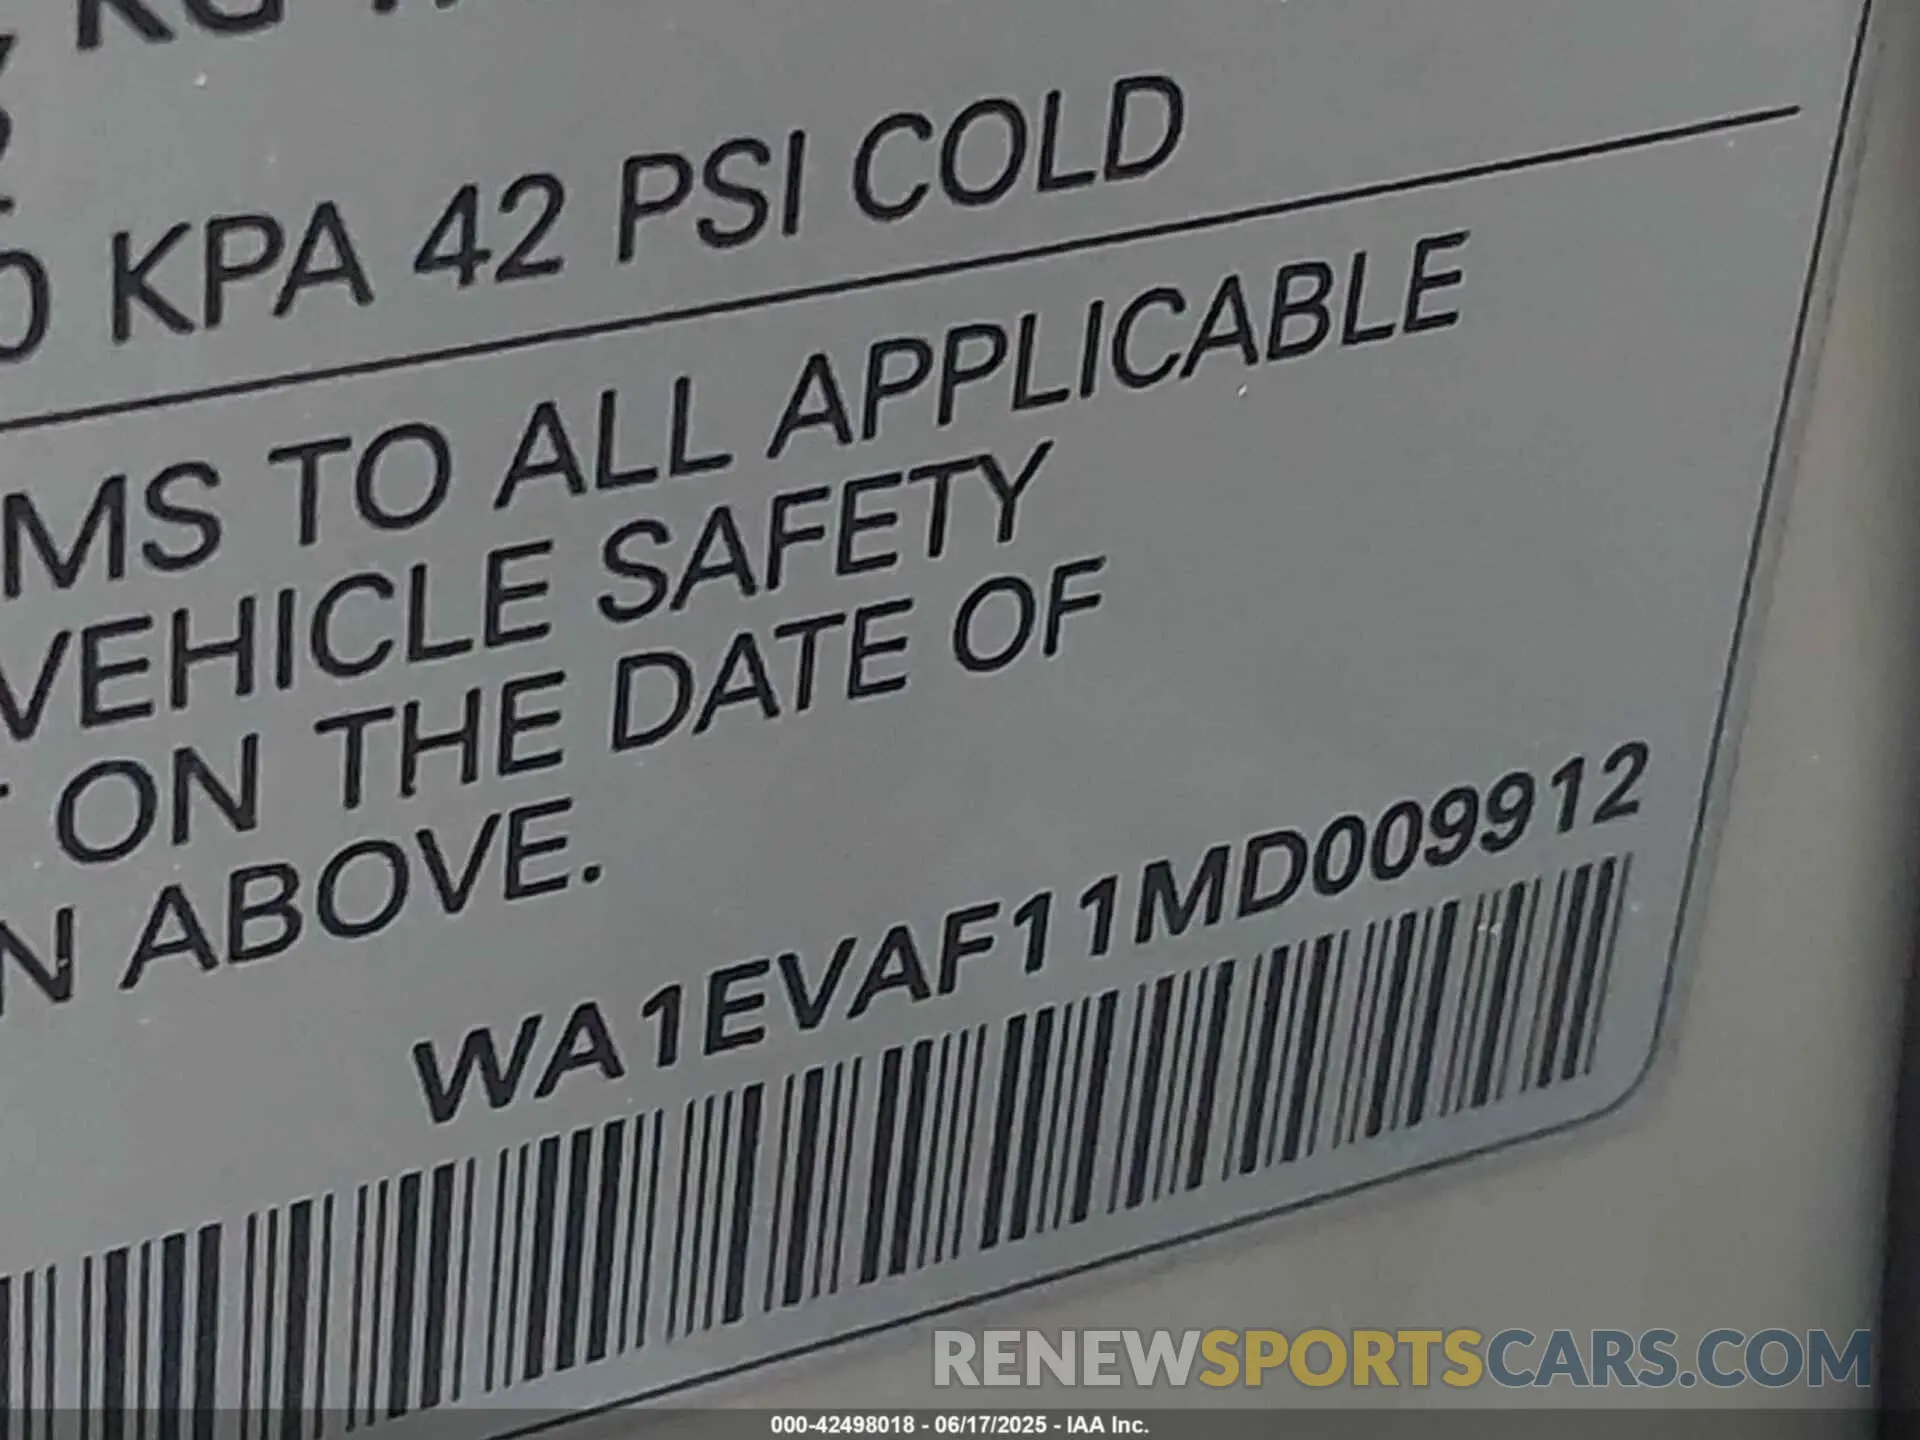 KG
0 KPA 42 PSI COLD
MS TO ALL APPLICABLE
VEHICLE SAFETY
ON THE DATE OF
N ABOVE.
WA1EVAF11MD009912
RENEWSPORTSCARS.COM
000-42498018 - 06/17/2025 - IAA Inc.